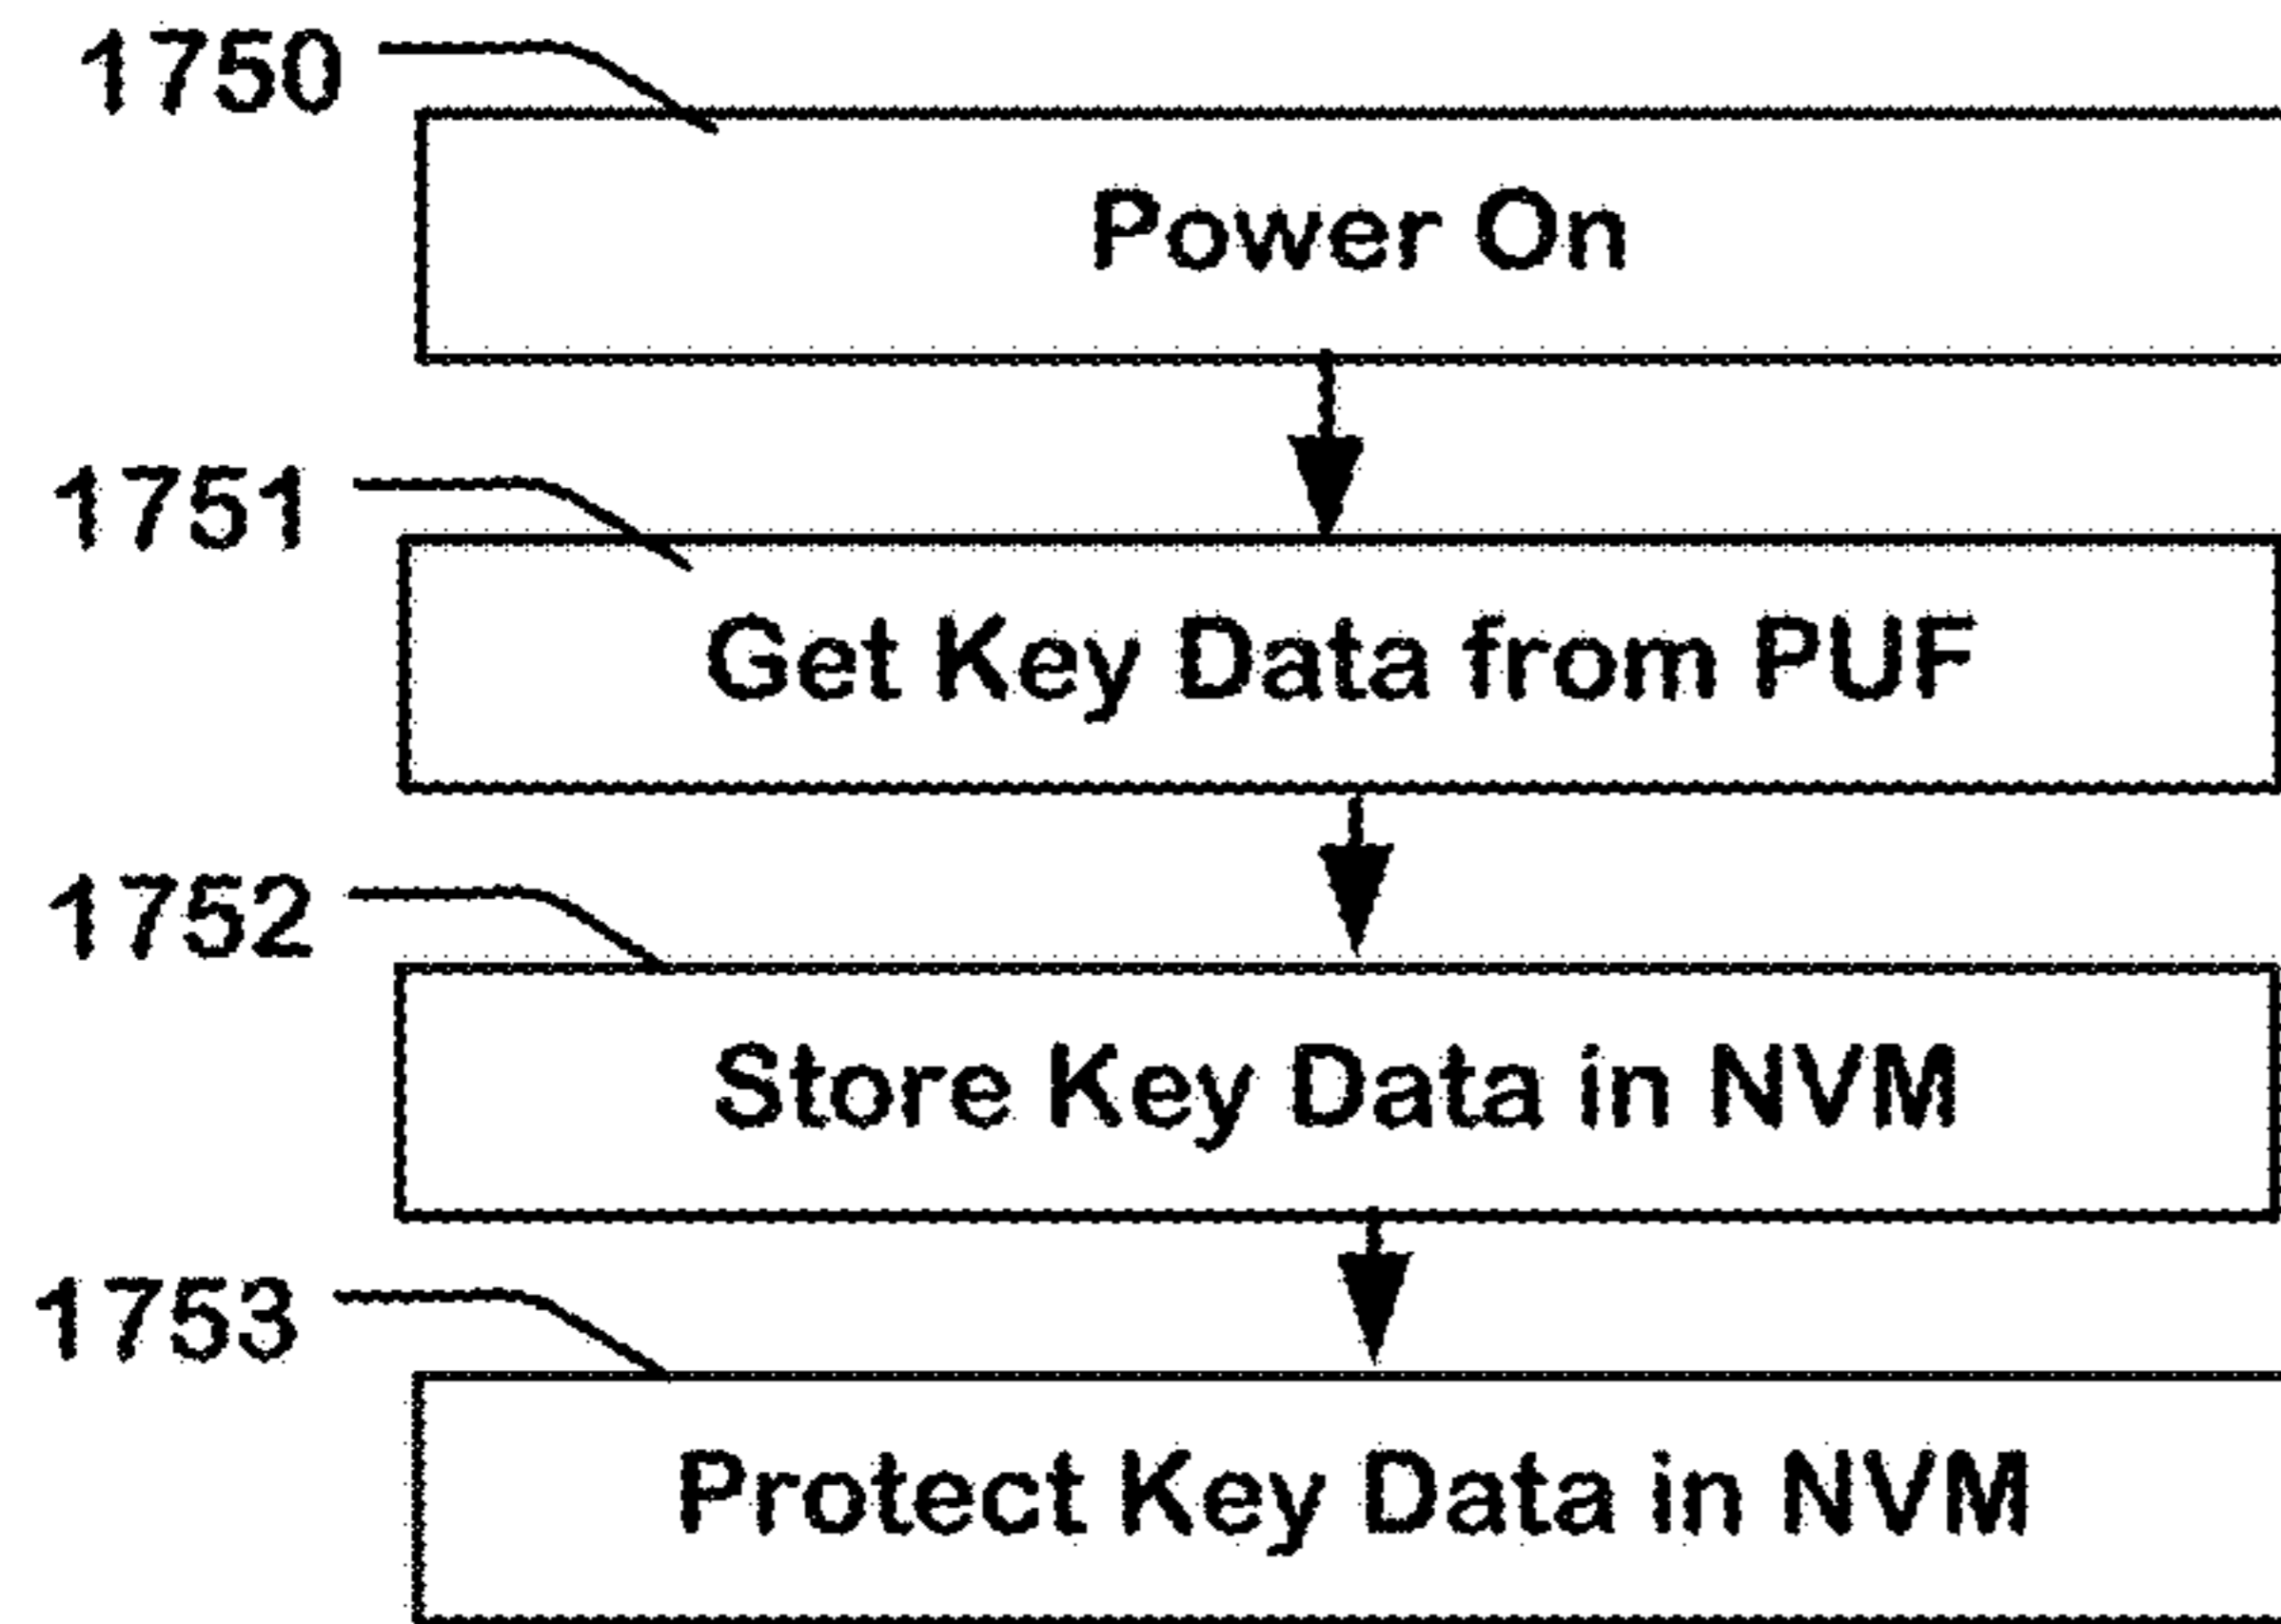 1750
Power On
1751
Get Key Data from PUF
1752
Store Key Data in NVM
1753
Protect Key Data in NVM